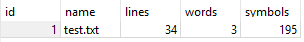 id name lines words symbols
1 test.txt 34 3 195